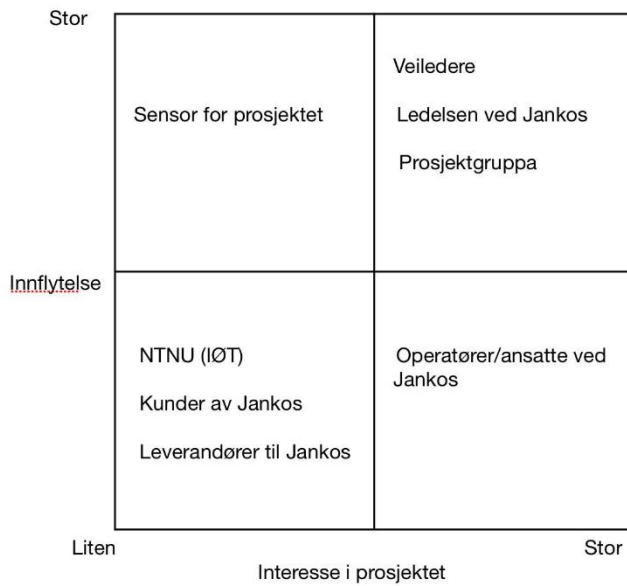 Stor
Veiledere
Sensor for prosjektet
Ledelsen ved Jankos
Prosjektgruppa
Innflytelse
NTNU (IØT)
Kunder av Jankos
Leverandører til Jankos
Operatører/ansatte ved
Jankos
Liten
Stor
Interesse i prosjektet